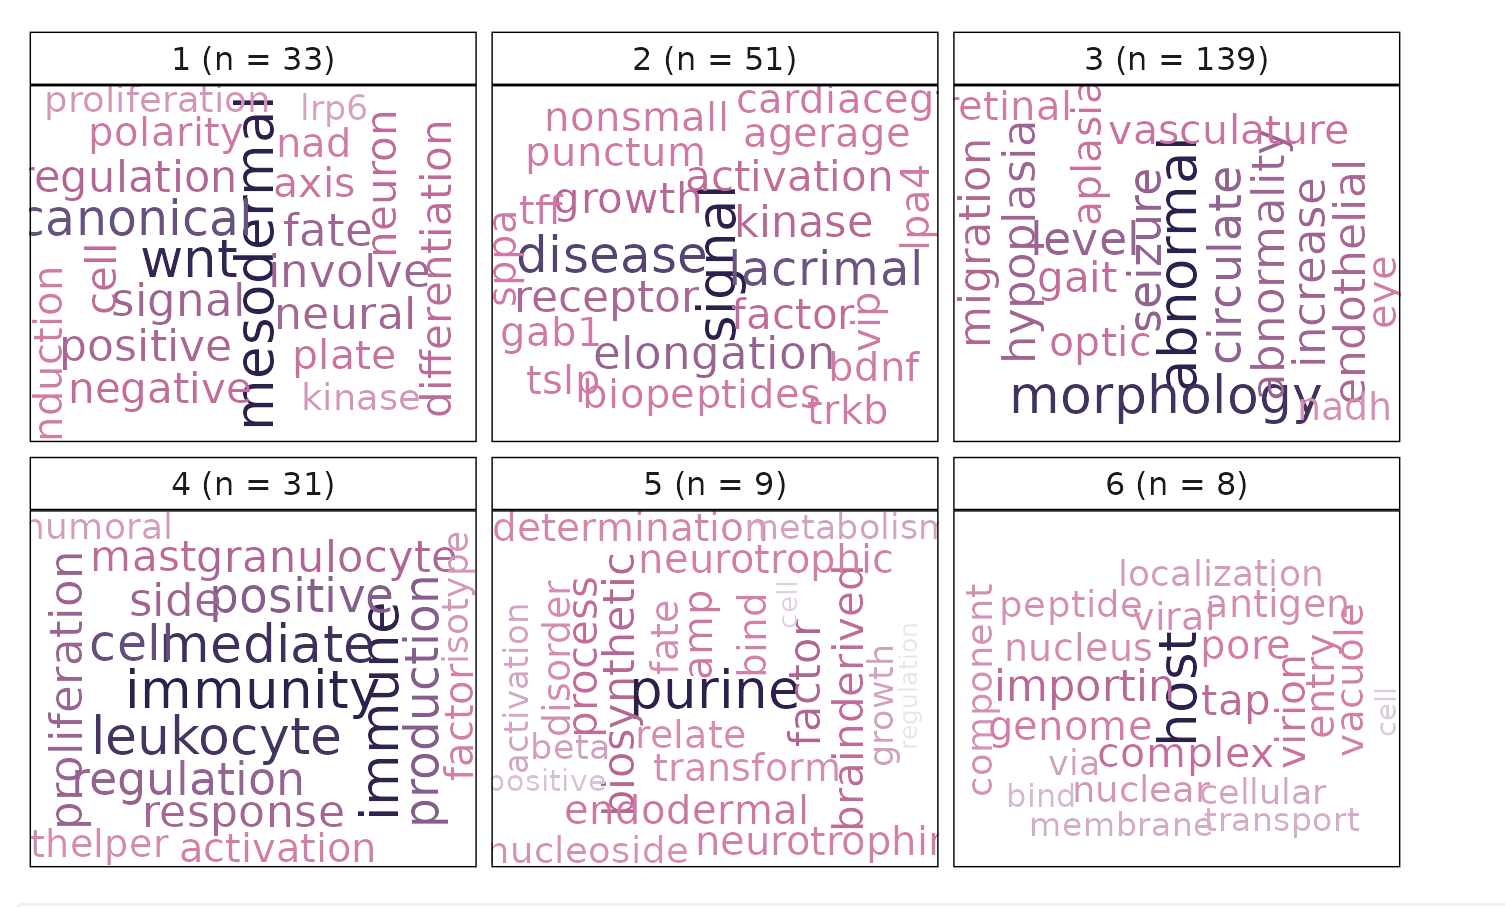 1 (n = 33)
proliferation
lrp6
polarity
nad
regulation
axis
neuron
canonical
fate
differentiation
mesodermal
wnt
cell
involve
signal
neural
induction
positive
plate
negative
kinase
2 (n = 51)
cardiaceg
nonsmall
agerage
punctum
activation
growth
tff
kinase
lpa4
sppa
disease
signal
lacrimal
receptor
factor
vip
gab1
elongation
bdnf
tslp
biopeptides
trkb
3 (n = 139)
retinal
aplasia
vasculature
migration
hypoplasia
level
seizure
abnormal
circulate
abnormality
increase
endothelial
gait
eye
optic
morphology
nadh
4 (n = 31)
humoral
mastgranulocyte
factorisotype
proliferation
side
positive
cell
mediate
immune
production
immunity
leukocyte
regulation
response
thelper
activation
5 (n = 9)
determination
metabolism
neurotrophic
activation
disorder
process
biosynthetic
fate
amp
bind
cell
factor
brainderived
growth
regulation
purine
relate
beta
transform
positive
endodermal
nucleoside
neurotrophin
6 (n = 8)
localization
component
peptide
viral
antigen
nucleus
host
pore
virion
entry
vacuole
importin
tap
cell
genome
complex
via
bind
nuclear
cellular
membrane
transport